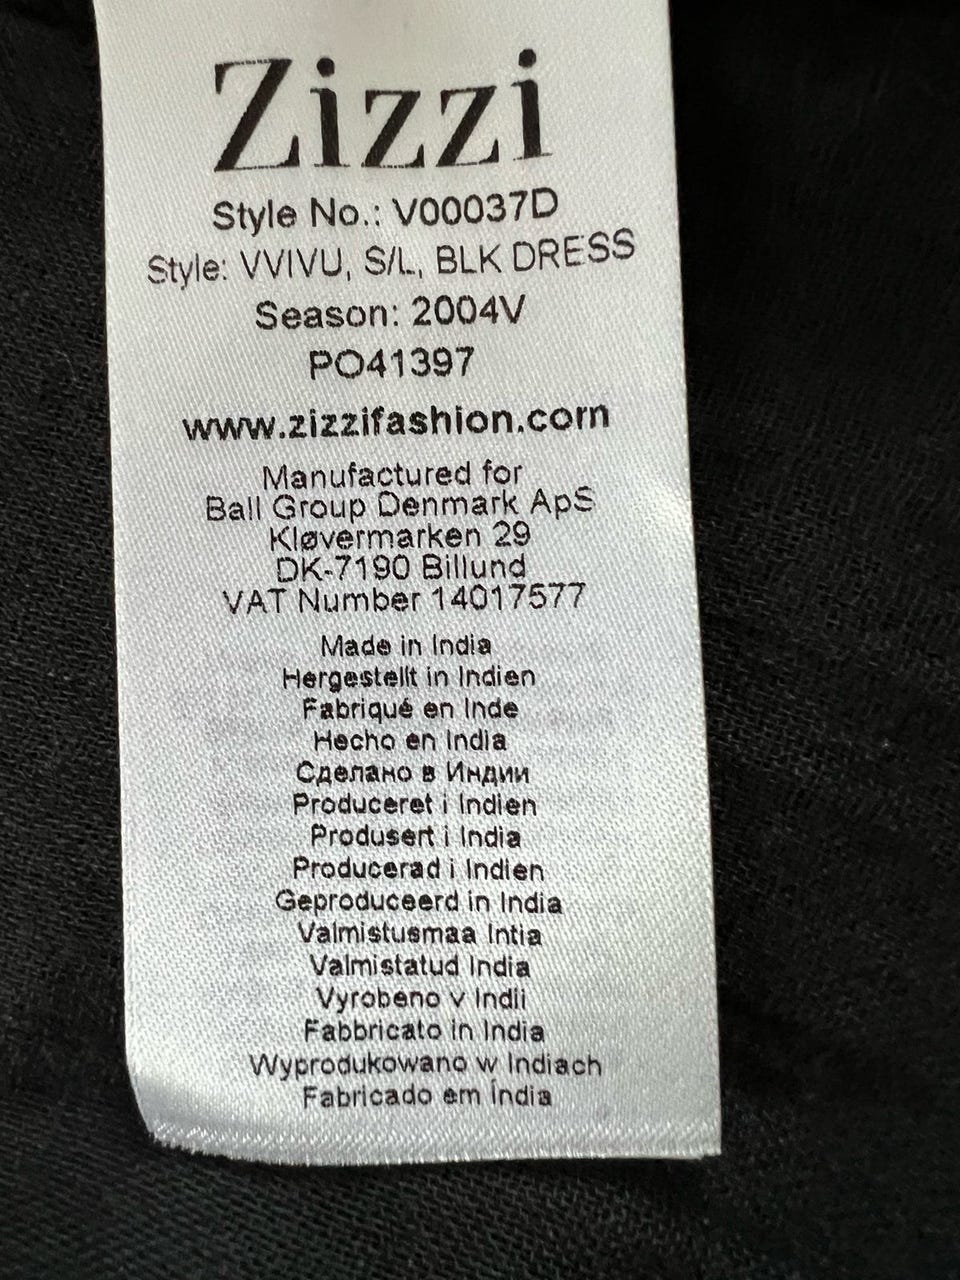 Zizzi
Style No.: V00037D
Style: VVIVU, S/L, BLK DRESS
Season: 2004V
PO41397
www.zizzifashion.com
Manufactured for
Ball Group Denmark ApS
Kløvermarken 29
DK-7190 Billund
VAT Number 14017577
Made in India
Hergestellt in Indien
Fabriqué en Inde
Hecho en India
Сделано в Индии
Produceret i Indien
Produsert i India
Producerad i Indien
Geproduceerd in India
Valmistusmaa Intia
Valmistatud India
Vyrobeno v Indii
Fabbricato in India
Wyprodukowano w Indiach
Fabricado em Índia